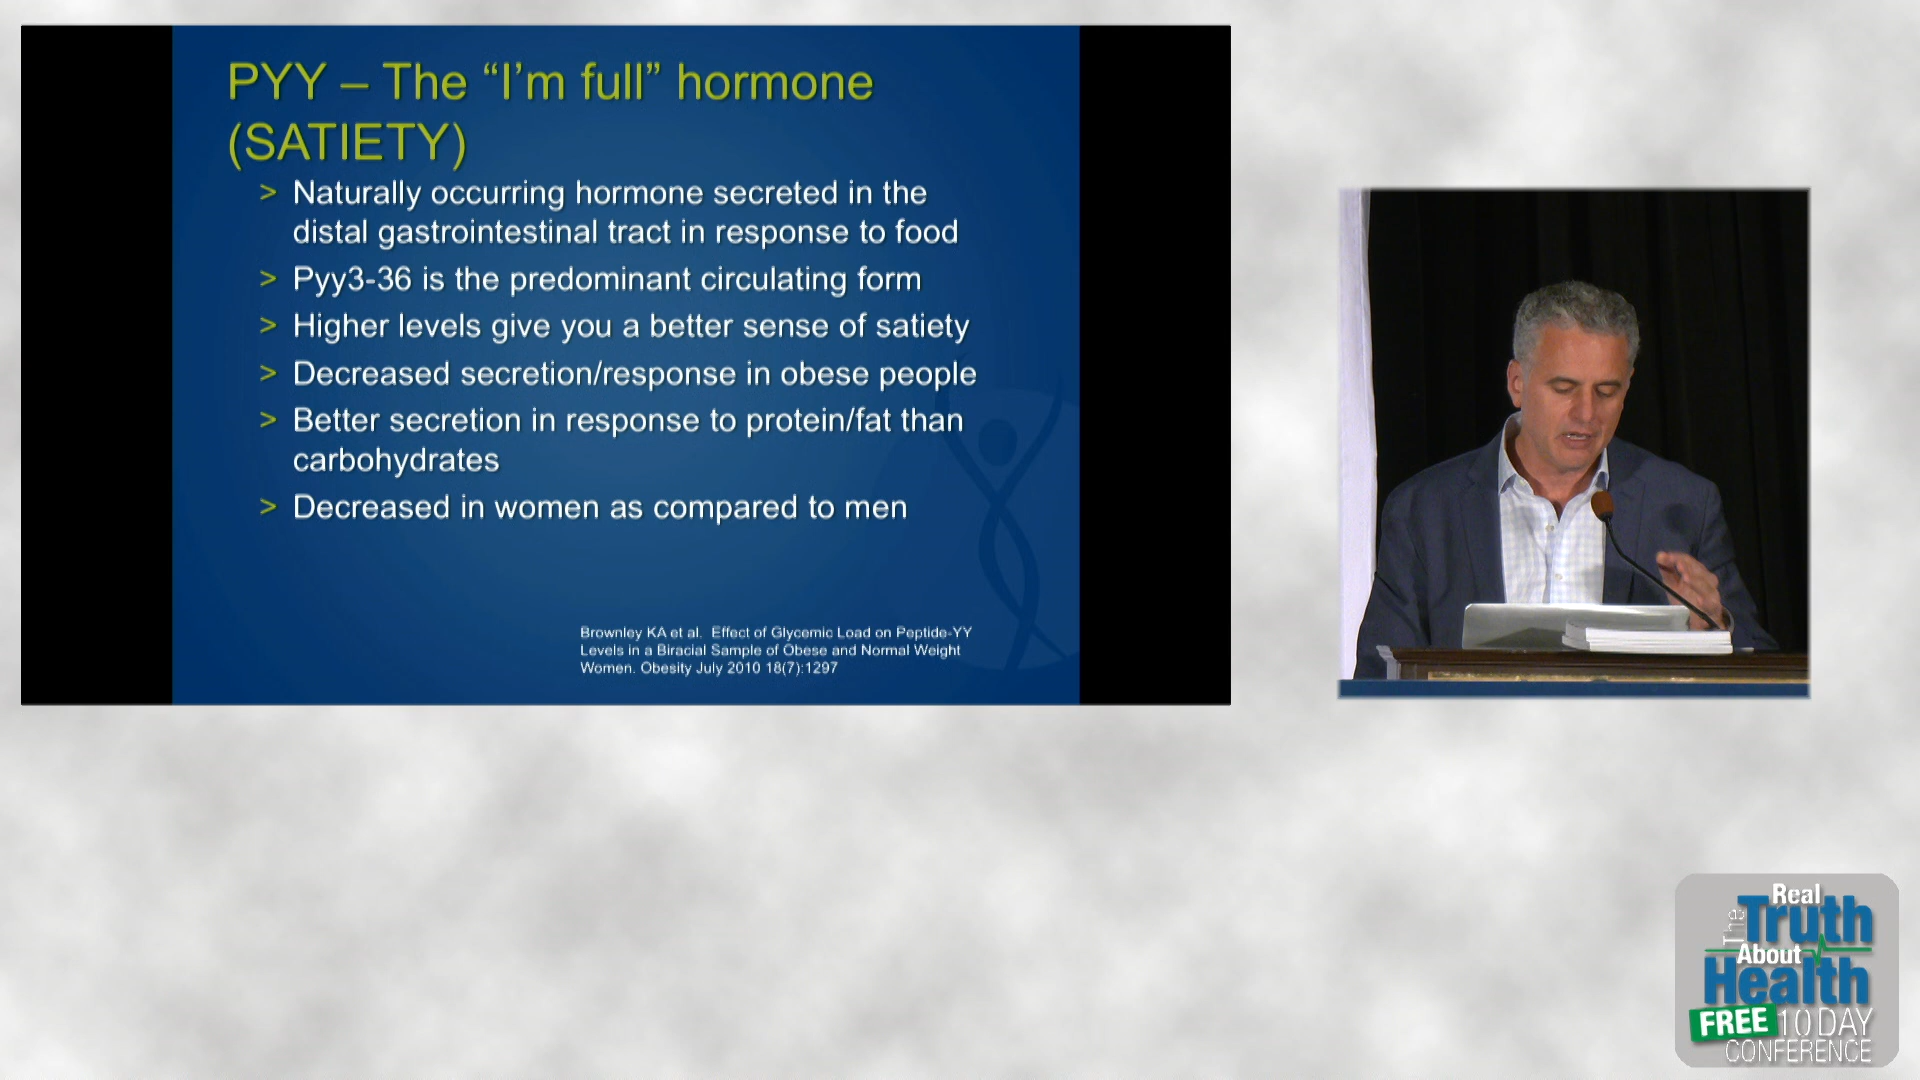 PYY – The “I’m full” hormone
(SATIETY)
> Naturally occurring hormone secreted in the
distal gastrointestinal tract in response to food
> Pyy3-36 is the predominant circulating form
> Higher levels give you a better sense of satiety
> Decreased secretion/response in obese people
> Better secretion in response to protein/fat than
carbohydrates
> Decreased in women as compared to men
Brownley KA et al. Effect of Glycemic Load on Peptide-YY
Levels in a Biracial Sample of Obese and Normal Weight
Women. Obesity July 2010 18(7):1297
The Real
Truth
About
Health
FREE 10 DAY
CONFERENCE